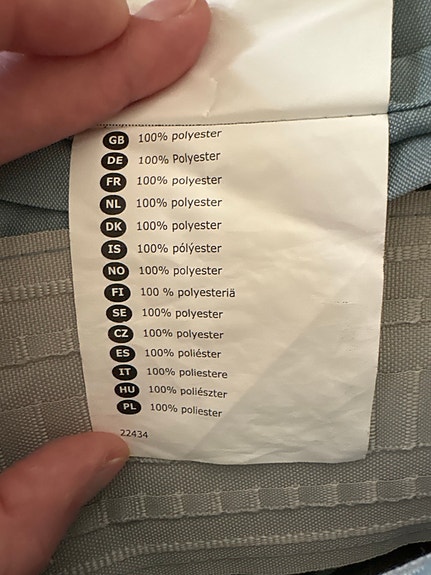 GB 100% polyester
DE 100% Polyester
FR 100% polyester
NL 100% polyester
DK 100% polyester
IS 100% pólýester
NO 100% polyester
FI 100 % polyesteriä
SE 100% polyester
CZ 100% polyester
ES 100% poliéster
IT 100% poliestere
HU 100% poliészter
PL 100% poliester
22434